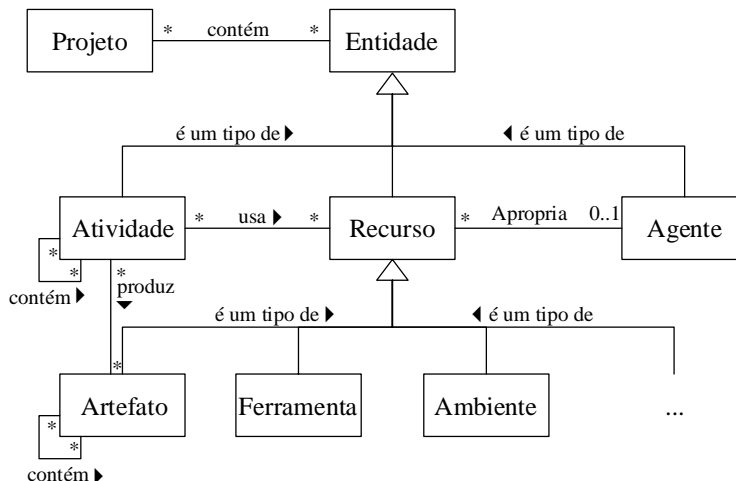 Projeto * contém * Entidade
é um tipo de ▶ ◀ é um tipo de
Atividade * usa ▶ * Recurso * Apropria 0..1 Agente
* * contém ▶
* produz ▼ *
é um tipo de ▶ ◀ é um tipo de
Artefato Ferramenta Ambiente ...
* * contém ▶